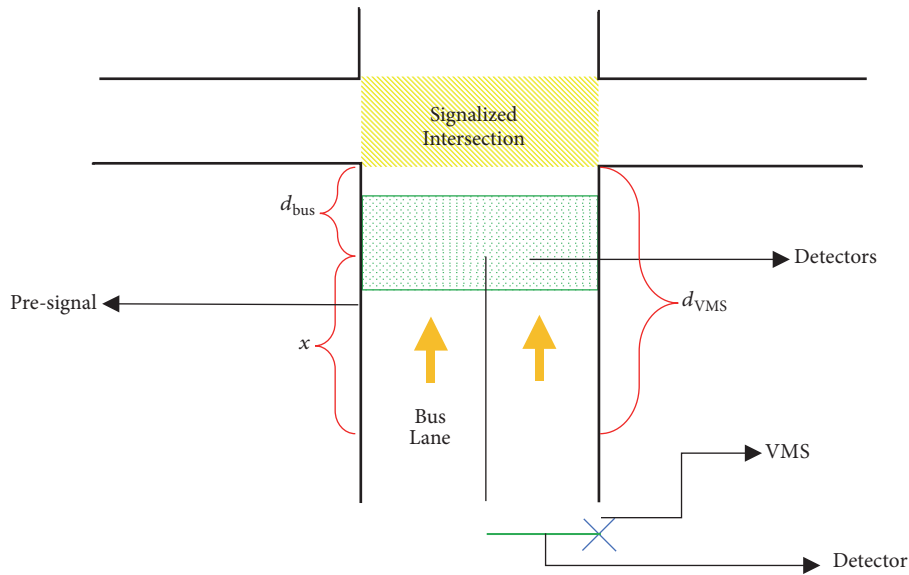 Signalized
Intersection
d_bus
Detectors
Pre-signal
d_VMS
x
Bus
Lane
VMS
Detector